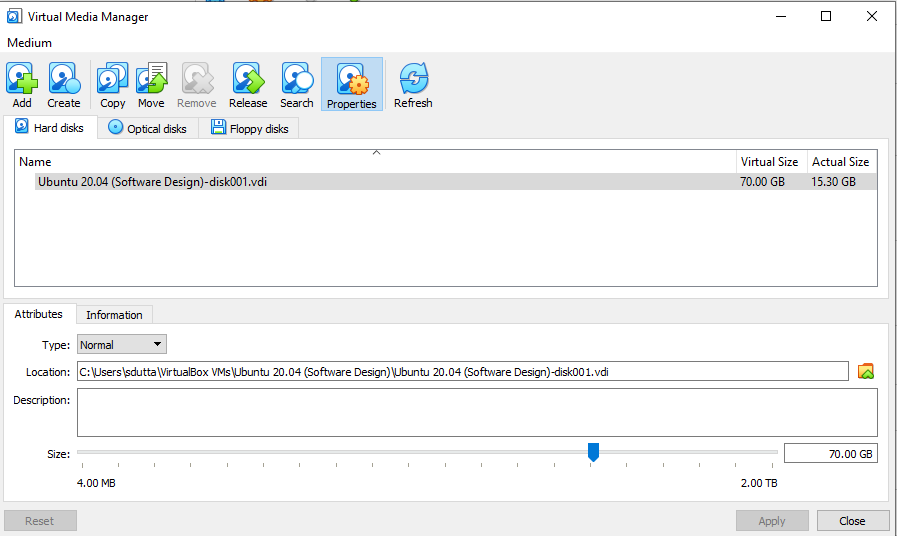 Virtual Media Manager
Medium
Add Create Copy Move Remove Release Search Properties Refresh
Hard disks Optical disks Floppy disks
Name Virtual Size Actual Size
Ubuntu 20.04 (Software Design)-disk001.vdi 70.00 GB 15.30 GB
Attributes Information
Type: Normal
Location: C:\Users\sdutta\VirtualBox VMs\Ubuntu 20.04 (Software Design)\Ubuntu 20.04 (Software Design)-disk001.vdi
Description:
Size: 70.00 GB
4.00 MB 2.00 TB
Reset Apply Close